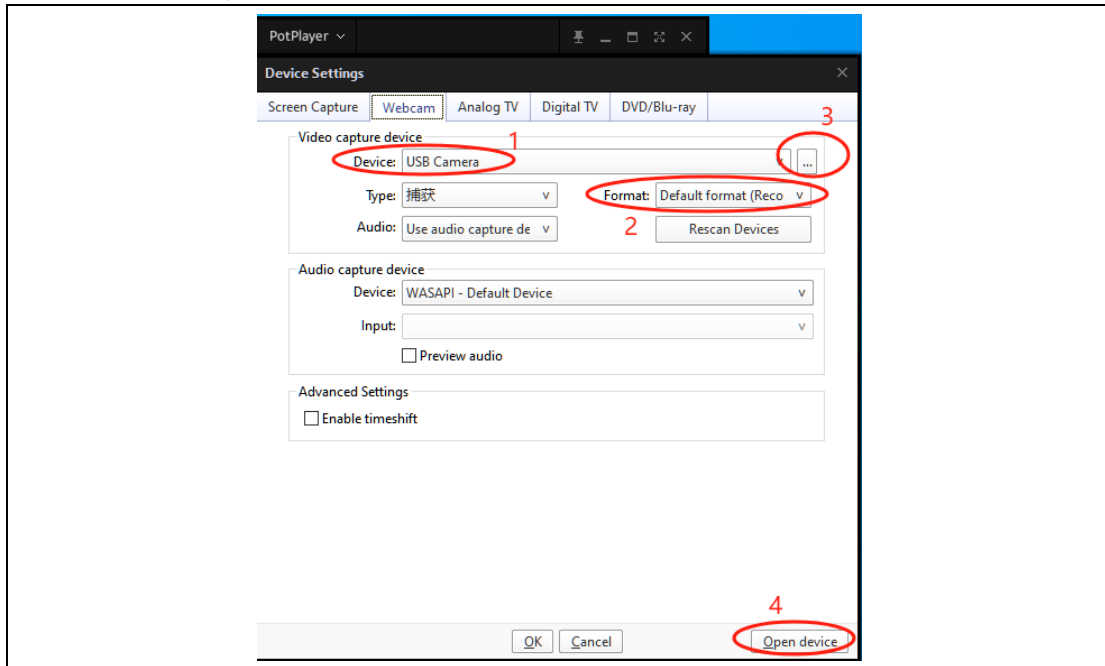 PotPlayer
Device Settings
Screen Capture Webcam Analog TV Digital TV DVD/Blu-ray
3
Video capture device
1
Device: USB Camera ...
Type: 捕获 Format: Default format (Reco
Audio: Use audio capture de 2 Rescan Devices
Audio capture device
Device: WASAPI - Default Device
Input:
Preview audio
Advanced Settings
Enable timeshift
4
OK Cancel Open device